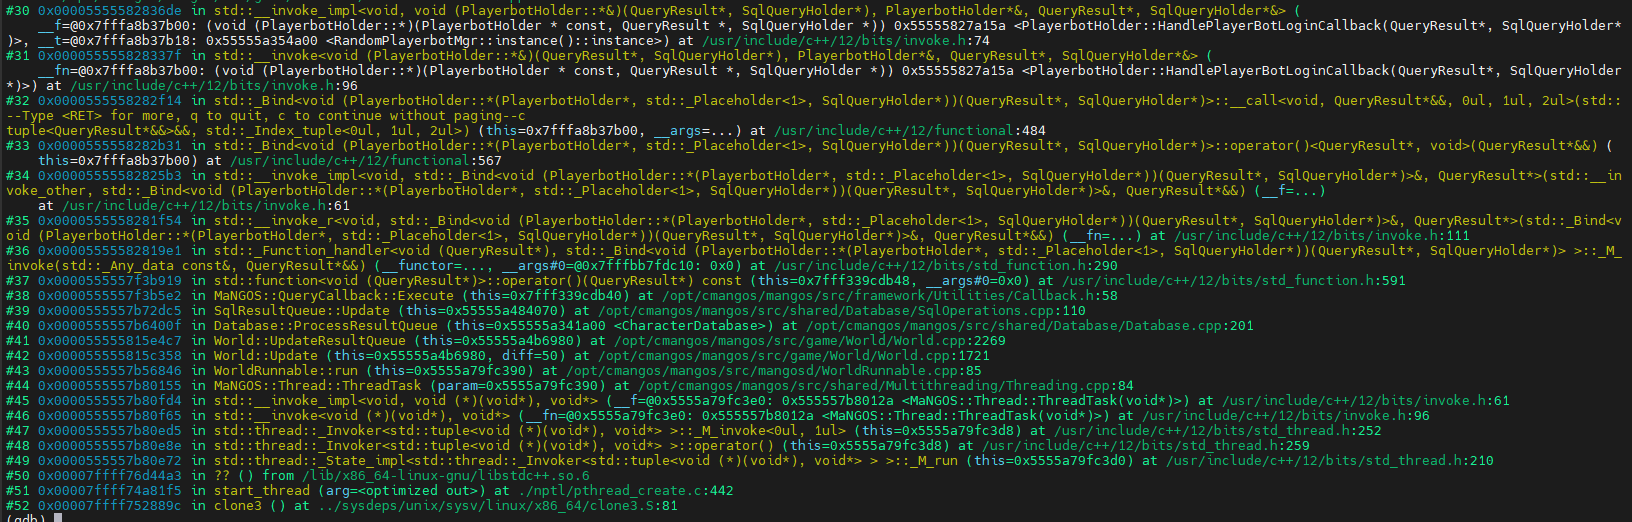 #30 0x00005555582836de in std::__invoke_impl<void, void (PlayerbotHolder::*&)(QueryResult*, SqlQueryHolder*), PlayerbotHolder*&, QueryResult*, SqlQueryHolder*&> (
__f=@0x7fffa8b37b00: (void (PlayerbotHolder::*)(PlayerbotHolder * const, QueryResult *, SqlQueryHolder *)) 0x55555827a15a <PlayerbotHolder::HandlePlayerBotLoginCallback(QueryResult*, SqlQueryHolder*
)>, __t=@0x7fffa8b37b18: 0x55555a354a00 <RandomPlayerbotMgr::instance()::instance>) at /usr/include/c++/12/bits/invoke.h:74
#31 0x000055555828337f in std::__invoke<void (PlayerbotHolder::*&)(QueryResult*, SqlQueryHolder*), PlayerbotHolder*&, QueryResult*, SqlQueryHolder*&> (
__fn=@0x7fffa8b37b00: (void (PlayerbotHolder::*)(PlayerbotHolder * const, QueryResult *, SqlQueryHolder *)) 0x55555827a15a <PlayerbotHolder::HandlePlayerBotLoginCallback(QueryResult*, SqlQueryHolder
*)>) at /usr/include/c++/12/bits/invoke.h:96
#32 0x000055555828​2f14 in std::_Bind<void (PlayerbotHolder::*(PlayerbotHolder*, std::_Placeholder<1>, SqlQueryHolder*))(QueryResult*, SqlQueryHolder*)>::__call<void, QueryResult*&&, 0ul, 1ul, 2ul>(std::
--Type <RET> for more, q to quit, c to continue without paging--c
tuple<QueryResult*&&>&&, std::_Index_tuple<0ul, 1ul, 2ul>) (this=0x7fffa8b37b00, __args=...) at /usr/include/c++/12/functional:484
#33 0x0000555558282b31 in std::_Bind<void (PlayerbotHolder::*(PlayerbotHolder*, std::_Placeholder<1>, SqlQueryHolder*))(QueryResult*, SqlQueryHolder*)>::operator()<QueryResult*, void>(QueryResult*&&) (
this=0x7fffa8b37b00) at /usr/include/c++/12/functional:567
#34 0x00005555582825b3 in std::__invoke_impl<void, std::_Bind<void (PlayerbotHolder::*(PlayerbotHolder*, std::_Placeholder<1>, SqlQueryHolder*))(QueryResult*, SqlQueryHolder*)>&, QueryResult*>(std::__in
voke_other, std::_Bind<void (PlayerbotHolder::*(PlayerbotHolder*, std::_Placeholder<1>, SqlQueryHolder*))(QueryResult*, SqlQueryHolder*)>&, QueryResult*&&) (__f=...)
at /usr/include/c++/12/bits/invoke.h:61
#35 0x0000555558281f54 in std::__invoke_r<void, std::_Bind<void (PlayerbotHolder::*(PlayerbotHolder*, std::_Placeholder<1>, SqlQueryHolder*))(QueryResult*, SqlQueryHolder*)>&, QueryResult*>(std::_Bind<v
oid (PlayerbotHolder::*(PlayerbotHolder*, std::_Placeholder<1>, SqlQueryHolder*))(QueryResult*, SqlQueryHolder*)>&, QueryResult*&&) (__fn=...) at /usr/include/c++/12/bits/invoke.h:111
#36 0x00005555582819e1 in std::_Function_handler<void (QueryResult*), std::_Bind<void (PlayerbotHolder::*(PlayerbotHolder*, std::_Placeholder<1>, SqlQueryHolder*))(QueryResult*, SqlQueryHolder*)> >::_M_
invoke(std::_Any_data const&, QueryResult*&&) (__functor=..., __args#0=@0x7fffbb7fdc10: 0x0) at /usr/include/c++/12/bits/std_function.h:290
#37 0x0000555557f3b919 in std::function<void (QueryResult*)>::operator()(QueryResult*) const (this=0x7fff339cdb48, __args#0=0x0) at /usr/include/c++/12/bits/std_function.h:591
#38 0x0000555557f3b5e2 in MaNGOS::QueryCallback::Execute (this=0x7fff339cdb40) at /opt/cmangos/mangos/src/framework/Utilities/Callback.h:58
#39 0x0000555557b72dc5 in SqlResultQueue::Update (this=0x55555a484070) at /opt/cmangos/mangos/src/shared/Database/SqlOperations.cpp:110
#40 0x0000555557b6400f in Database::ProcessResultQueue (this=0x55555a341a00 <CharacterDatabase>) at /opt/cmangos/mangos/src/shared/Database/Database.cpp:201
#41 0x00005555815e4c7 in World::UpdateResultQueue (this=0x55555a4b6980) at /opt/cmangos/mangos/src/game/World/World.cpp:2269
#42 0x000055555815c358 in World::Update (this=0x55555a4b6980, diff=50) at /opt/cmangos/mangos/src/game/World/World.cpp:1721
#43 0x0000555557b56846 in WorldRunnable::run (this=0x5555a79fc390) at /opt/cmangos/mangos/src/mangosd/WorldRunnable.cpp:85
#44 0x0000555557b80155 in MaNGOS::Thread::ThreadTask (param=0x5555a79fc390) at /opt/cmangos/mangos/src/shared/Multithreading/Threading.cpp:84
#45 0x0000555557b80fd4 in std::__invoke_impl<void, void (*)(void*), void*> (__f=@0x5555a79fc3e0: 0x555557b8012a <MaNGOS::Thread::ThreadTask(void*)>) at /usr/include/c++/12/bits/invoke.h:61
#46 0x0000555557b80f65 in std::__invoke<void (*)(void*), void*> (__fn=@0x5555a79fc3e0: 0x555557b8012a <MaNGOS::Thread::ThreadTask(void*)>) at /usr/include/c++/12/bits/invoke.h:96
#47 0x0000555557b80ed5 in std::thread::_Invoker<std::tuple<void (*)(void*), void*> >::_M_invoke<0ul, 1ul> (this=0x5555a79fc3d8) at /usr/include/c++/12/bits/std_thread.h:252
#48 0x0000555557b80e8e in std::thread::_Invoker<std::tuple<void (*)(void*), void*> >::operator() (this=0x5555a79fc3d8) at /usr/include/c++/12/bits/std_thread.h:259
#49 0x0000555557b80e72 in std::thread::_State_impl<std::thread::_Invoker<std::tuple<void (*)(void*), void*> > >::_M_run (this=0x5555a79fc3d0) at /usr/include/c++/12/bits/std_thread.h:210
#50 0x00007ffff76d44a3 in ?? () from /lib/x86_64-linux-gnu/libstdc++.so.6
#51 0x00007ffff74a81f5 in start_thread (arg=<optimized out>) at ./nptl/pthread_create.c:442
#52 0x00007ffff752889c in clone3 () at ../sysdeps/unix/sysv/linux/x86_64/clone3.S:81
(gdb)